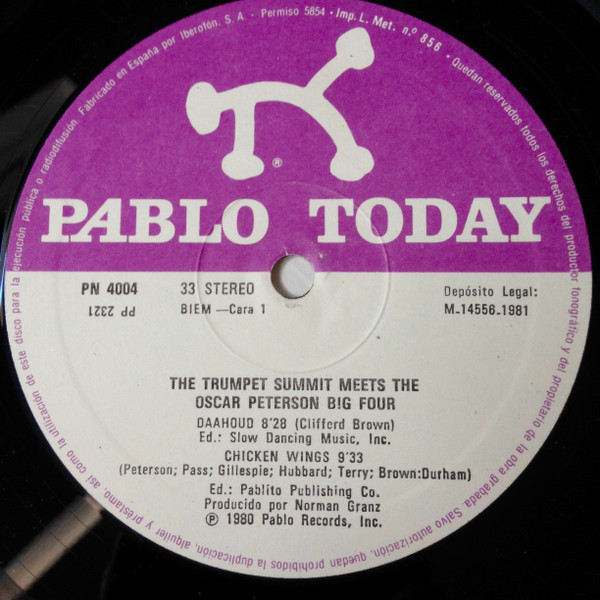 Fabricado en España por Iberofón, S. A. - Permiso 5854 - Imp. L. Met. n.º 856 - Quedan reservados todos los derechos del productor fonográfico y del propietario de la obra grabada. Salvo autorización, quedan prohibidos la duplicación, alquiler y préstamo, así como la utilización de este disco para la ejecución pública o radiodifusión.
®
PABLO TODAY
PN 4004 33 STEREO Depósito Legal:
PP 2321 BIEM — Cara 1 M-14556-1981
THE TRUMPET SUMMIT MEETS THE
OSCAR PETERSON BIG FOUR
DAAHOUD 8'28 (Clifford Brown)
Ed.: Slow Dancing Music, Inc.
CHICKEN WINGS 9'33
(Peterson; Pass; Gillespie; Hubbard; Terry; Brown:Durham)
Ed.: Pablito Publishing Co.
Producido por Norman Granz
℗ 1980 Pablo Records, Inc.